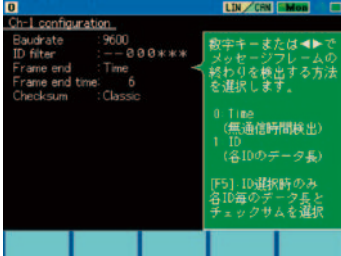 0
LIN/CAN
Mon
Ch-1 configuration
Baudrate :9600
ID filter :--000***
Frame end :Time
Frame end time: 6
Checksum :Classic
数字キーまたは◀▶で
メッセージフレームの
終わりを検出する方法
を選択します。
0 Time
(無通信時間検出)
1 ID
(各IDのデータ長)
[F5] ID選択時のみ
各ID毎のデータ長と
チェックサムを選択